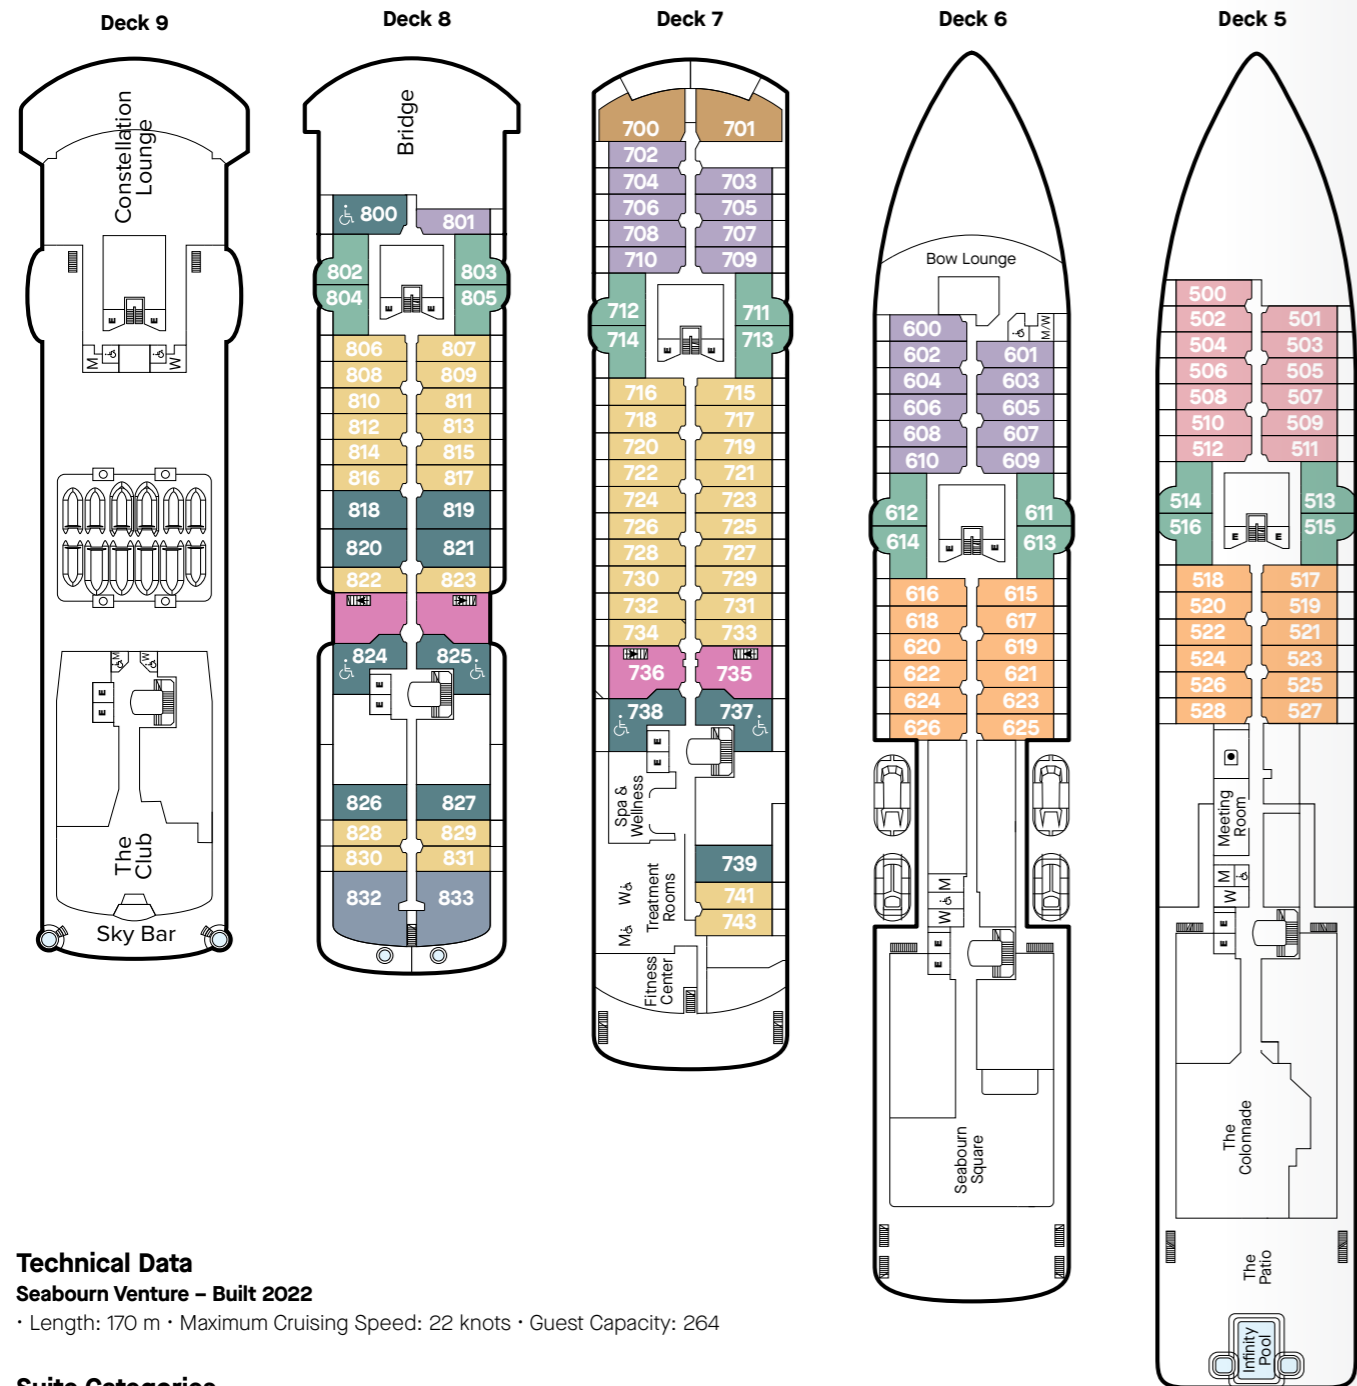 Deck 9
Deck 8
Deck 7
Deck 6
Deck 5
Constellation
Lounge
M
W
E
E
M
W
E
E
The
Club
Sky Bar
Bridge
800
801
802
803
804
805
E
E
806
807
808
809
810
811
812
813
814
815
816
817
818
819
820
821
822
823
824
825
E
E
826
827
828
829
830
831
832
833
700
701
702
704
703
706
705
708
707
710
709
712
711
714
713
E
E
716
715
718
717
720
719
722
721
724
723
726
725
728
727
730
729
732
731
734
733
736
735
738
737
E
E
Spa &
Wellness
739
741
743
Treatment
Rooms
W
M
Fitness
Center
Bow Lounge
M/W
600
602
601
604
603
606
605
608
607
610
609
612
611
614
613
E
E
616
615
618
617
620
619
622
621
624
623
626
625
M
W
E
E
Seabourn
Square
500
502
501
504
503
506
505
508
507
510
509
512
511
514
513
516
515
E
E
518
517
520
519
522
521
524
523
526
525
528
527
Meeting
Room
M
W
E
E
The
Colonnade
The
Patio
Infinity
Pool
Technical Data
Seabourn Venture – Built 2022
· Length: 170 m · Maximum Cruising Speed: 22 knots · Guest Capacity: 264
Suite Categories